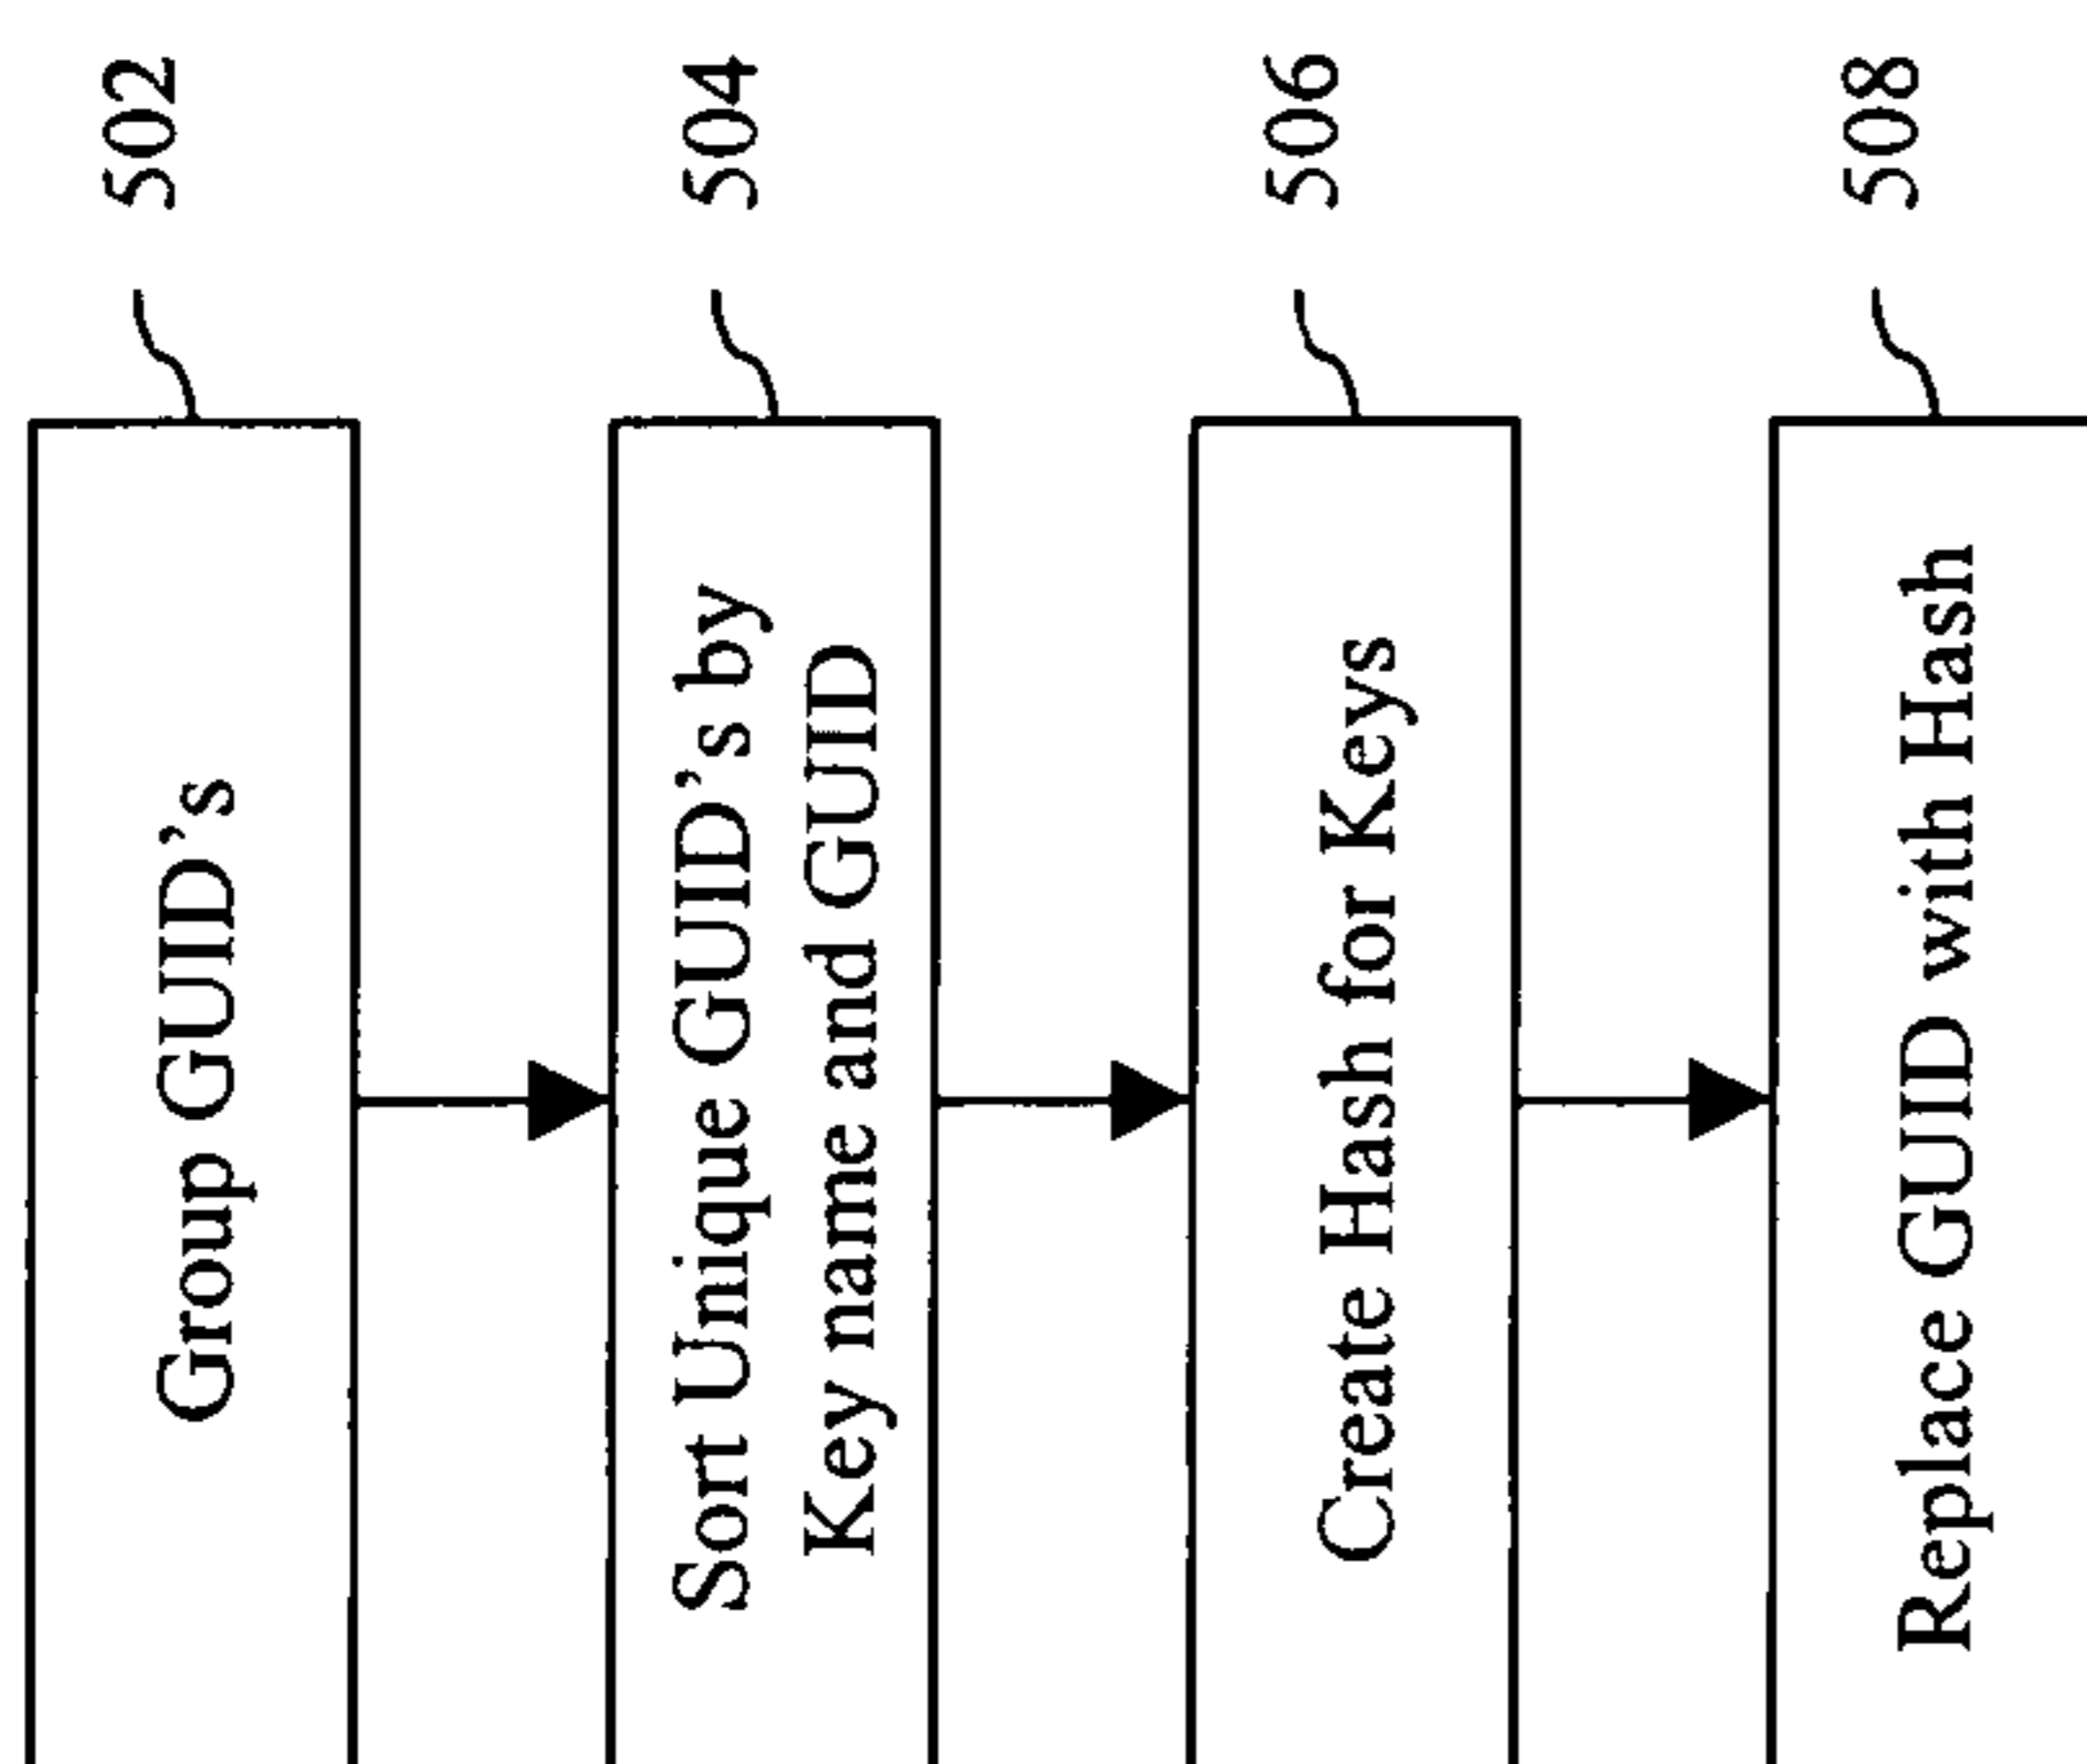 Group GUID's
502
Sort Unique GUID's by
Key name and GUID
504
Create Hash for Keys
506
Replace GUID with Hash
508